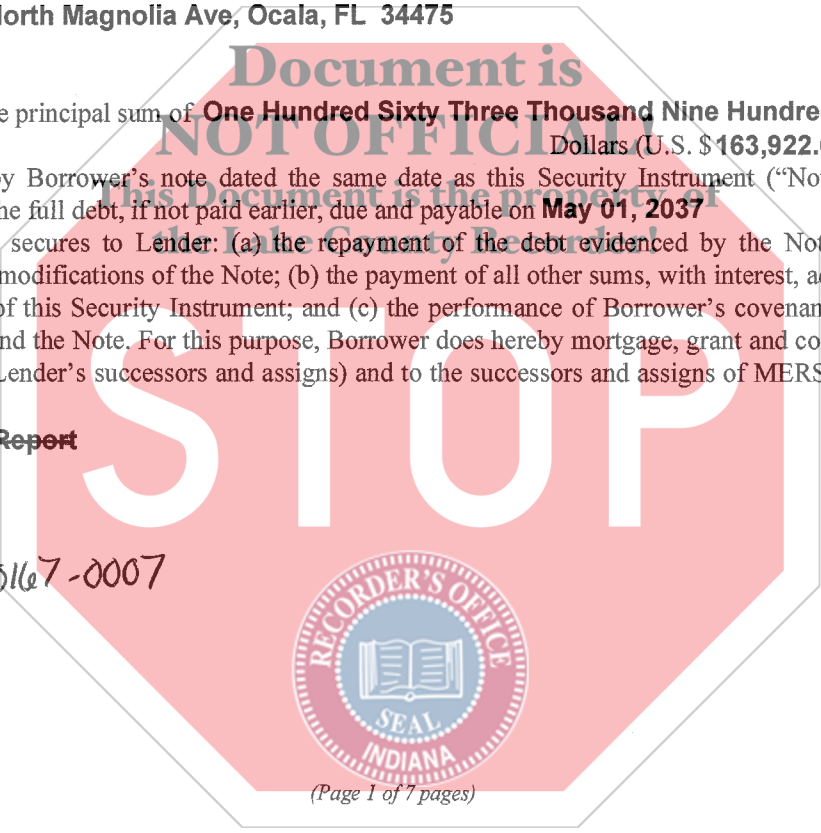 North Magnolia Ave, Ocala, FL 34475
Document is
e principal sum of One Hundred Sixty Three Thousand Nine Hundre
NOT OFFICIAL!
Dollars (U.S. $163,922.
by Borrower's note dated the same date as this Security Instrument ("No
This Document is the property of
he full debt, if not paid earlier, due and payable on May 01, 2037
the Lake County Recorder!
secures to Lender: (a) the repayment of the debt evidenced by the Not
modifications of the Note; (b) the payment of all other sums, with interest, a
of this Security Instrument; and (c) the performance of Borrower's covenan
nd the Note. For this purpose, Borrower does hereby mortgage, grant and co
Lender's successors and assigns) and to the successors and assigns of MERS
STOP
Report
0167-0007
RECORDER'S OFFICE
SEAL
INDIANA
(Page 1 of 7 pages)